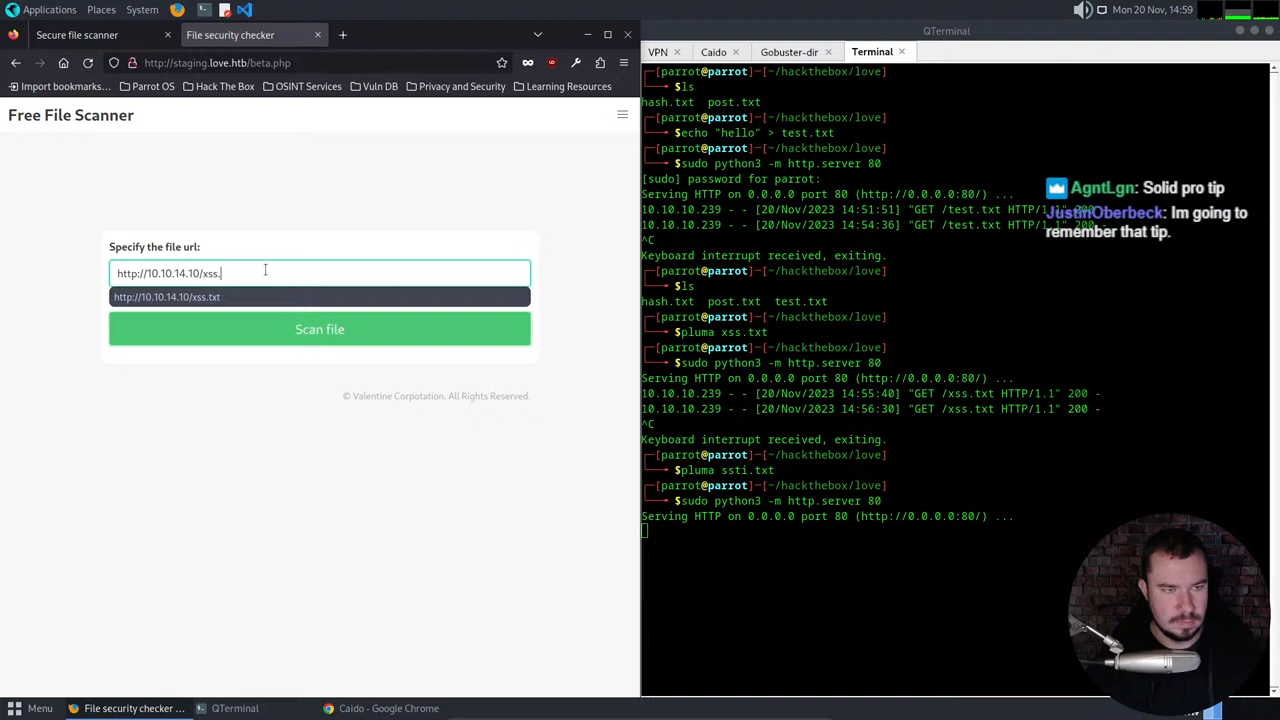 Applications Places System Mon 20 Nov, 14:59
Secure file scanner File security checker
http://staging.love.htb/beta.php
Import bookmarks... Parrot OS Hack The Box OSINT Services Vuln DB Privacy and Security Learning Resources
Free File Scanner
Specify the file url:
http://10.10.14.10/xss.
http://10.10.14.10/xss.txt
Scan file
© Valentine Corpotation. All Rights Reserved.
QTerminal
VPN Caido Gobuster-dir Terminal
[parrot@parrot]-[~/hackthebox/love]
$ls
hash.txt post.txt
[parrot@parrot]-[~/hackthebox/love]
$echo "hello" > test.txt
[parrot@parrot]-[~/hackthebox/love]
$sudo python3 -m http.server 80
[sudo] password for parrot:
Serving HTTP on 0.0.0.0 port 80 (http://0.0.0.0:80/) ...
10.10.10.239 - - [20/Nov/2023 14:51:51] "GET /test.txt HTTP/1.1" 200
10.10.10.239 - - [20/Nov/2023 14:54:36] "GET /test.txt HTTP/1.1" 200
^C
Keyboard interrupt received, exiting.
[parrot@parrot]-[~/hackthebox/love]
$ls
hash.txt post.txt test.txt
[parrot@parrot]-[~/hackthebox/love]
$pluma xss.txt
[parrot@parrot]-[~/hackthebox/love]
$sudo python3 -m http.server 80
Serving HTTP on 0.0.0.0 port 80 (http://0.0.0.0:80/) ...
10.10.10.239 - - [20/Nov/2023 14:55:40] "GET /xss.txt HTTP/1.1" 200 -
10.10.10.239 - - [20/Nov/2023 14:56:30] "GET /xss.txt HTTP/1.1" 200 -
^C
Keyboard interrupt received, exiting.
[parrot@parrot]-[~/hackthebox/love]
$pluma ssti.txt
[parrot@parrot]-[~/hackthebox/love]
$sudo python3 -m http.server 80
Serving HTTP on 0.0.0.0 port 80 (http://0.0.0.0:80/) ...
AgntLgn: Solid pro tip
JustinOberbeck: Im going to
remember that tip.
Menu File security checker ... QTerminal Caido - Google Chrome